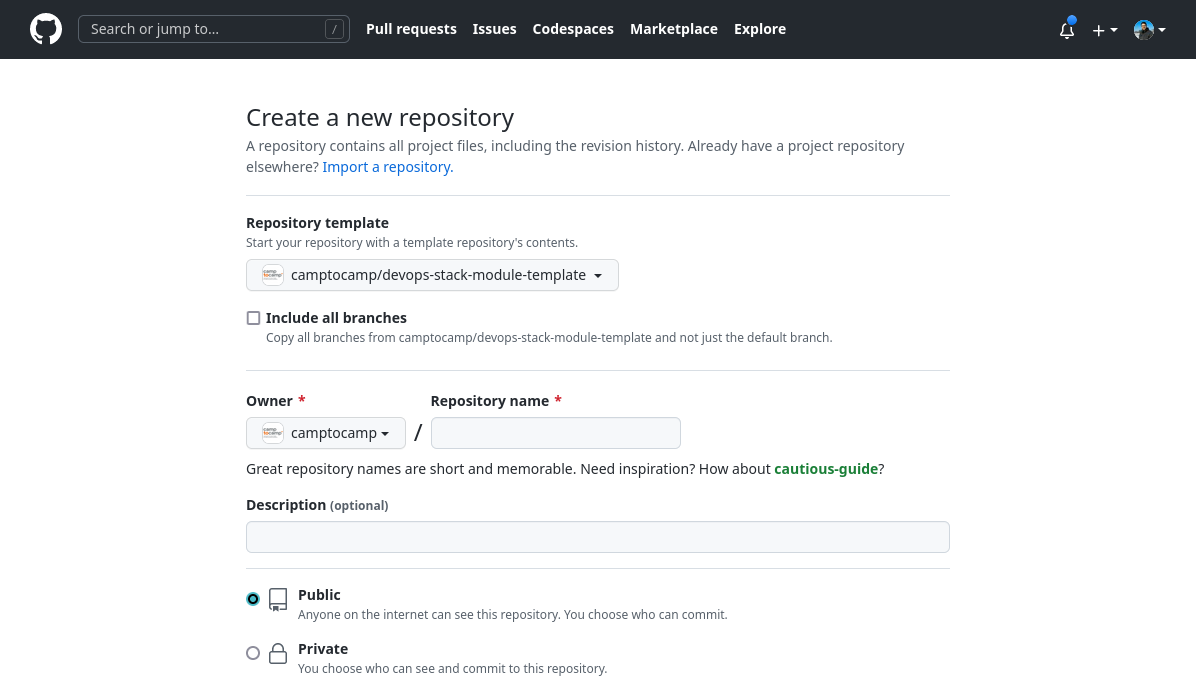 Search or jump to... /
Pull requests Issues Codespaces Marketplace Explore
Create a new repository
A repository contains all project files, including the revision history. Already have a project repository
elsewhere? Import a repository.
Repository template
Start your repository with a template repository's contents.
camptocamp/devops-stack-module-template
Include all branches
Copy all branches from camptocamp/devops-stack-module-template and not just the default branch.
Owner * Repository name *
camptocamp /
Great repository names are short and memorable. Need inspiration? How about cautious-guide?
Description (optional)
Public
Anyone on the internet can see this repository. You choose who can commit.
Private
You choose who can see and commit to this repository.